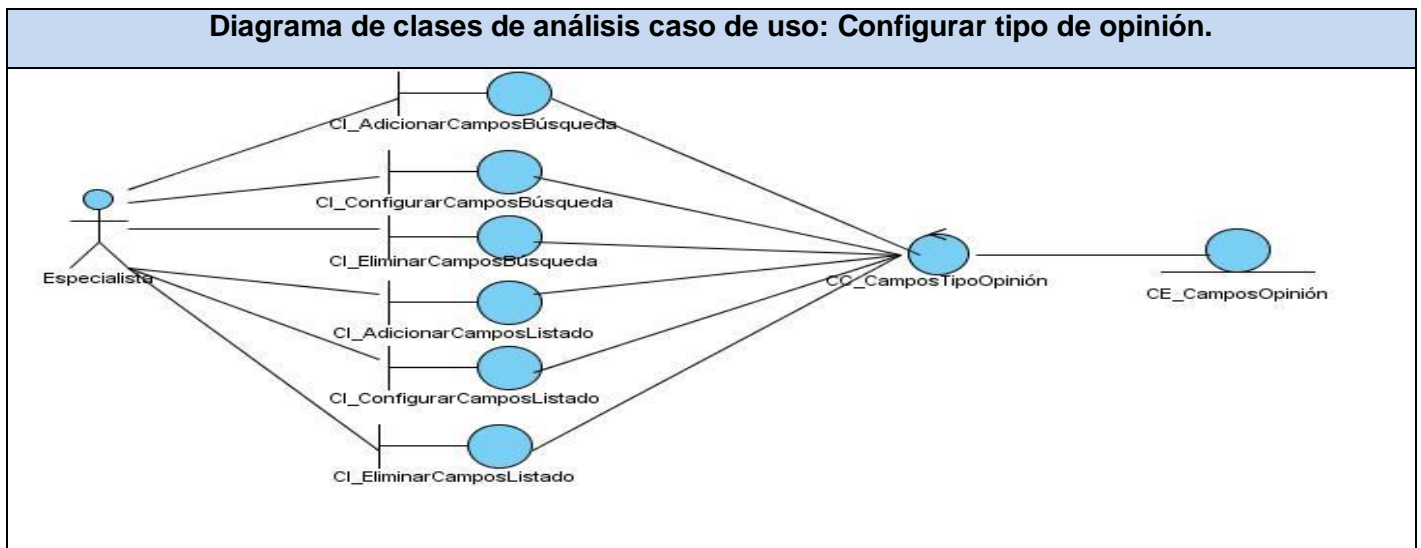 Diagrama de clases de análisis caso de uso: Configurar tipo de opinión.
CI_AdicionarCamposBúsqueda
CI_ConfigurarCamposBúsqueda
CI_EliminarCamposBúsqueda
Especialista
CC_CamposTipoOpinión
CE_CamposOpinión
CI_AdicionarCamposListado
CI_ConfigurarCamposListado
CI_EliminarCamposListado